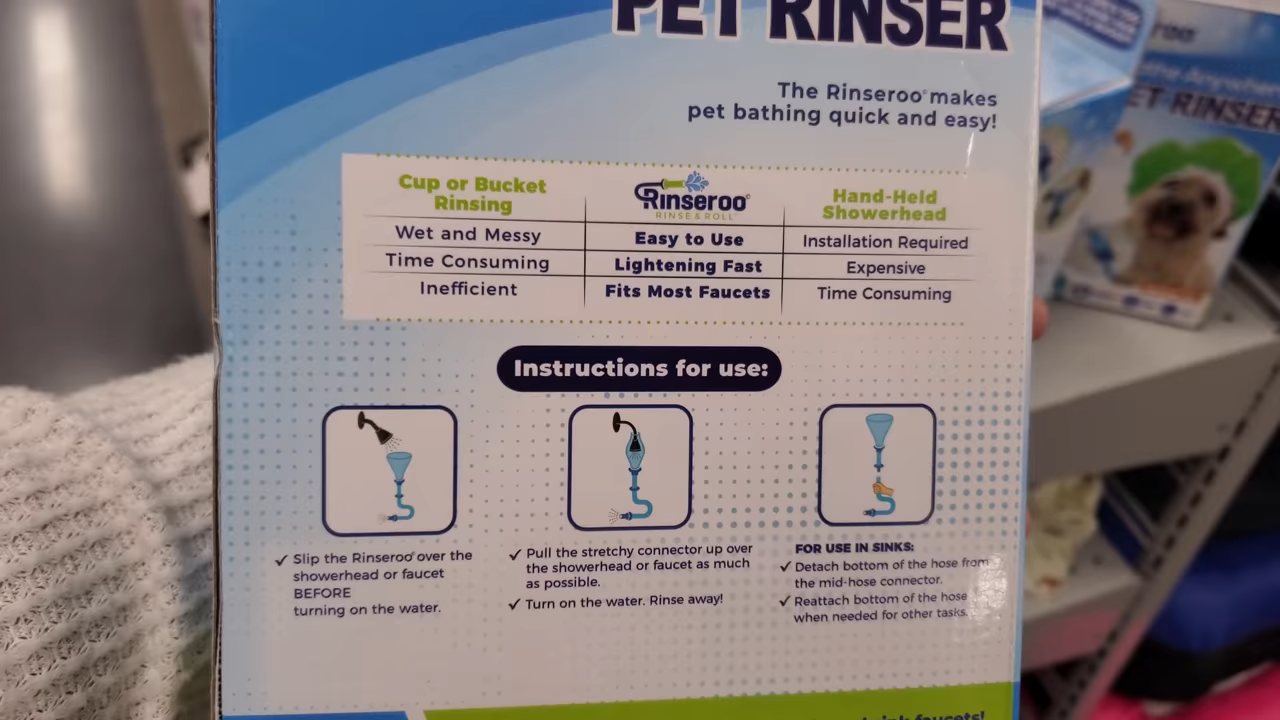 PET RINSER
The Rinseroo® makes
pet bathing quick and easy!
Cup or Bucket
Rinsing
Rinseroo
RINSE & ROLL
Hand-Held
Showerhead
Wet and Messy
Easy to Use
Installation Required
Time Consuming
Lightening Fast
Expensive
Inefficient
Fits Most Faucets
Time Consuming
Instructions for use:
✓ Slip the Rinseroo® over the
showerhead or faucet
BEFORE
turning on the water.
✓ Pull the stretchy connector up over
the showerhead or faucet as much
as possible.
✓ Turn on the water. Rinse away!
FOR USE IN SINKS:
✓ Detach bottom of the hose from
the mid-hose connector.
✓ Reattach bottom of the hose
when needed for other tasks.
faucets!
PET RINSER